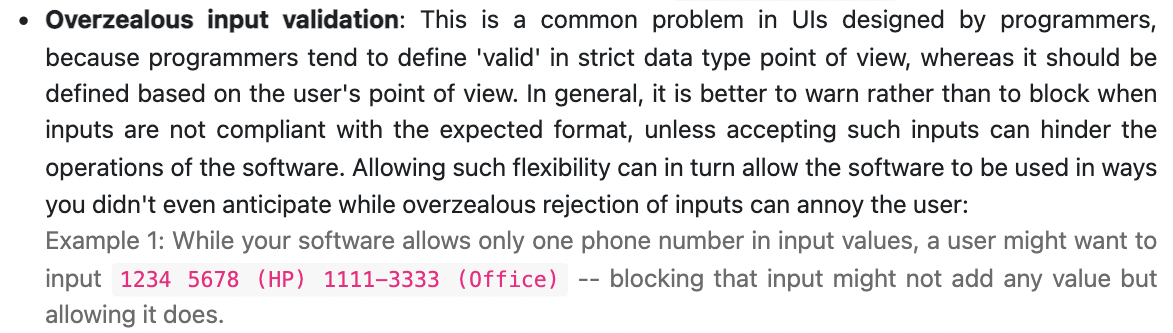 • Overzealous input validation: This is a common problem in UIs designed by programmers,
because programmers tend to define 'valid' in strict data type point of view, whereas it should be
defined based on the user's point of view. In general, it is better to warn rather than to block when
inputs are not compliant with the expected format, unless accepting such inputs can hinder the
operations of the software. Allowing such flexibility can in turn allow the software to be used in ways
you didn't even anticipate while overzealous rejection of inputs can annoy the user:
Example 1: While your software allows only one phone number in input values, a user might want to
input 1234 5678 (HP) 1111-3333 (Office) -- blocking that input might not add any value but
allowing it does.